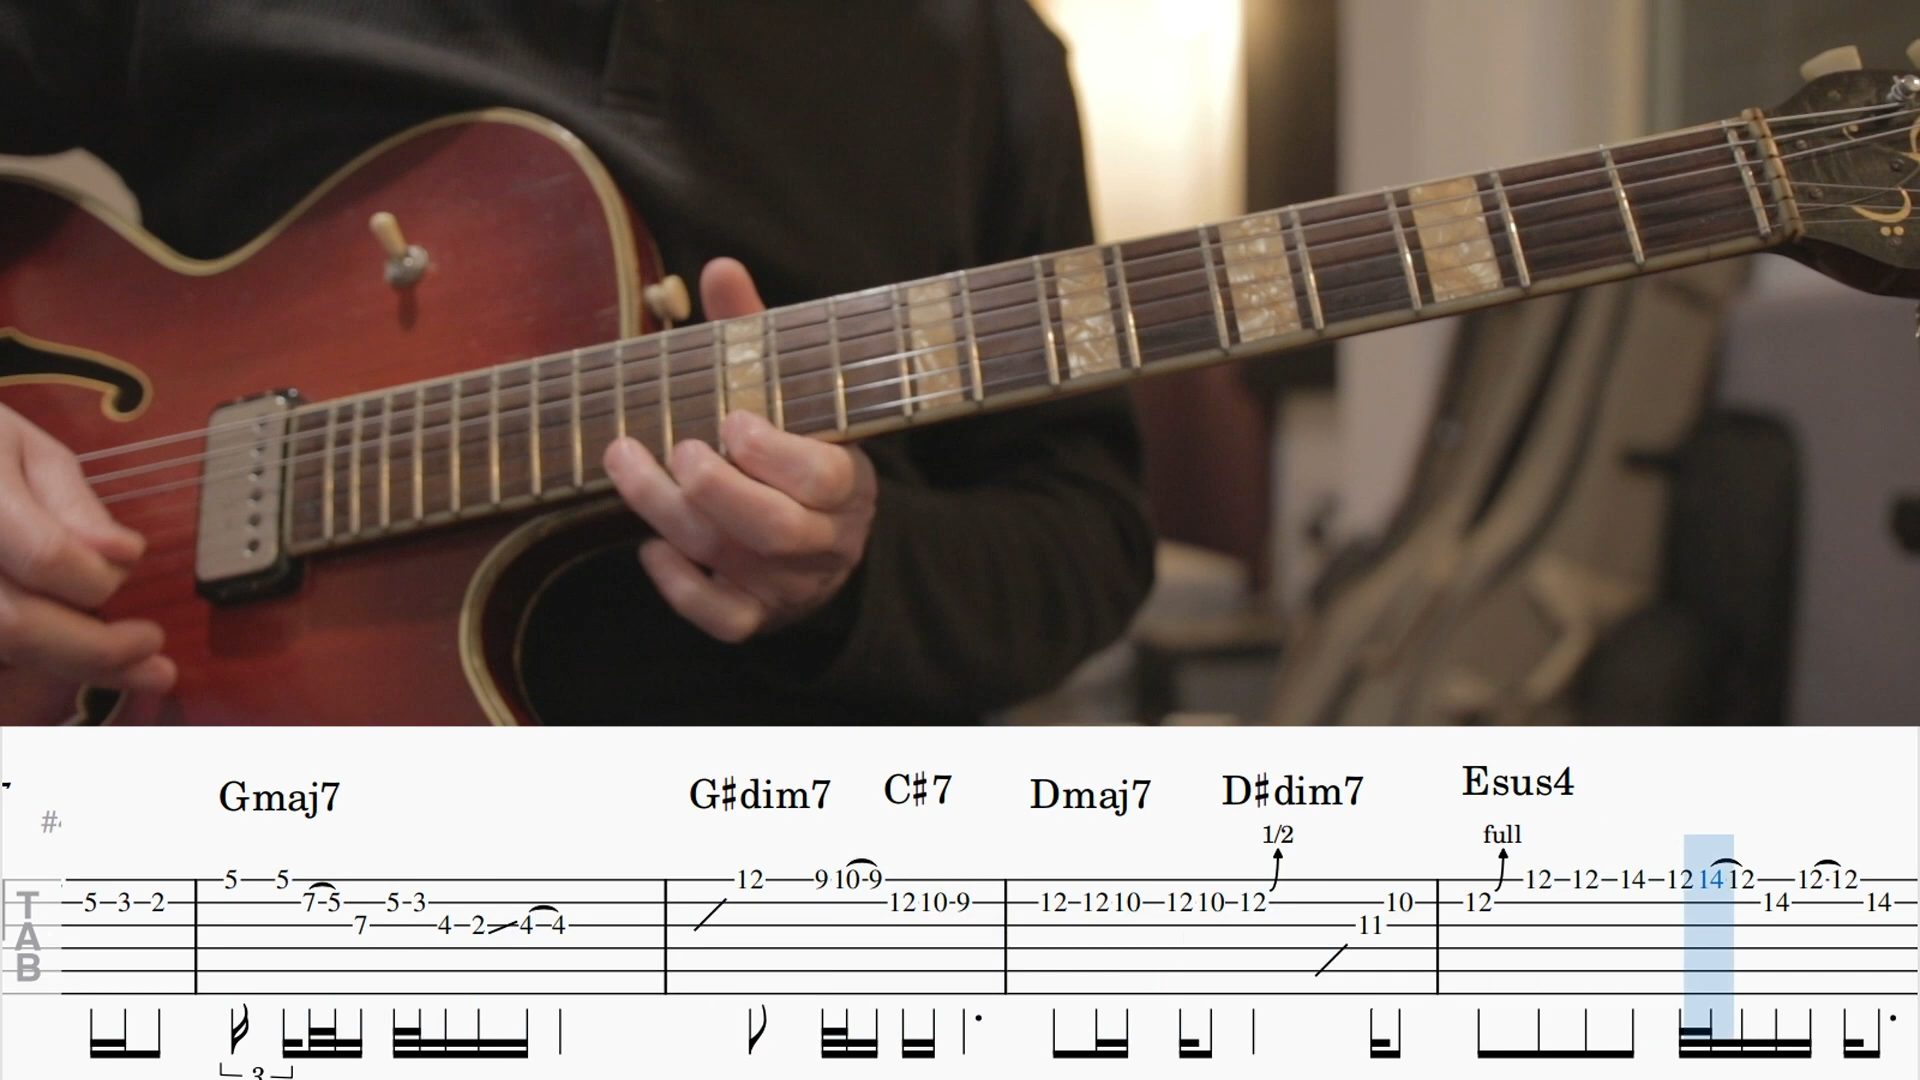 Gmaj7 G♯dim7 C♯7 Dmaj7 D♯dim7 Esus4
1/2 full
5 5 12 9 10 9 12 12 14 12 14 12 12 12
5 3 2 7 5 5 3 12 10 9 12 12 10 12 10 12 10 12 14 14
7 4 2 4 4 11
TAB
3